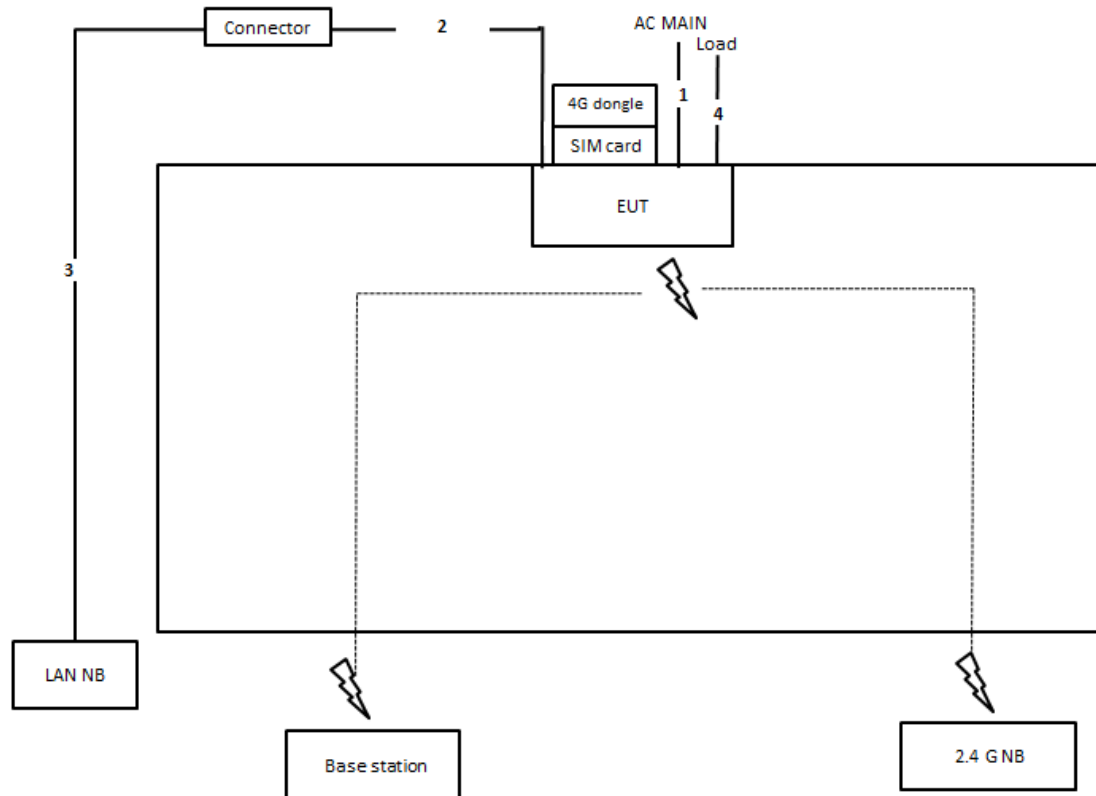 Connector
2
AC MAIN
Load
1
4
4G dongle
SIM card
EUT
3
LAN NB
Base station
2.4 G NB